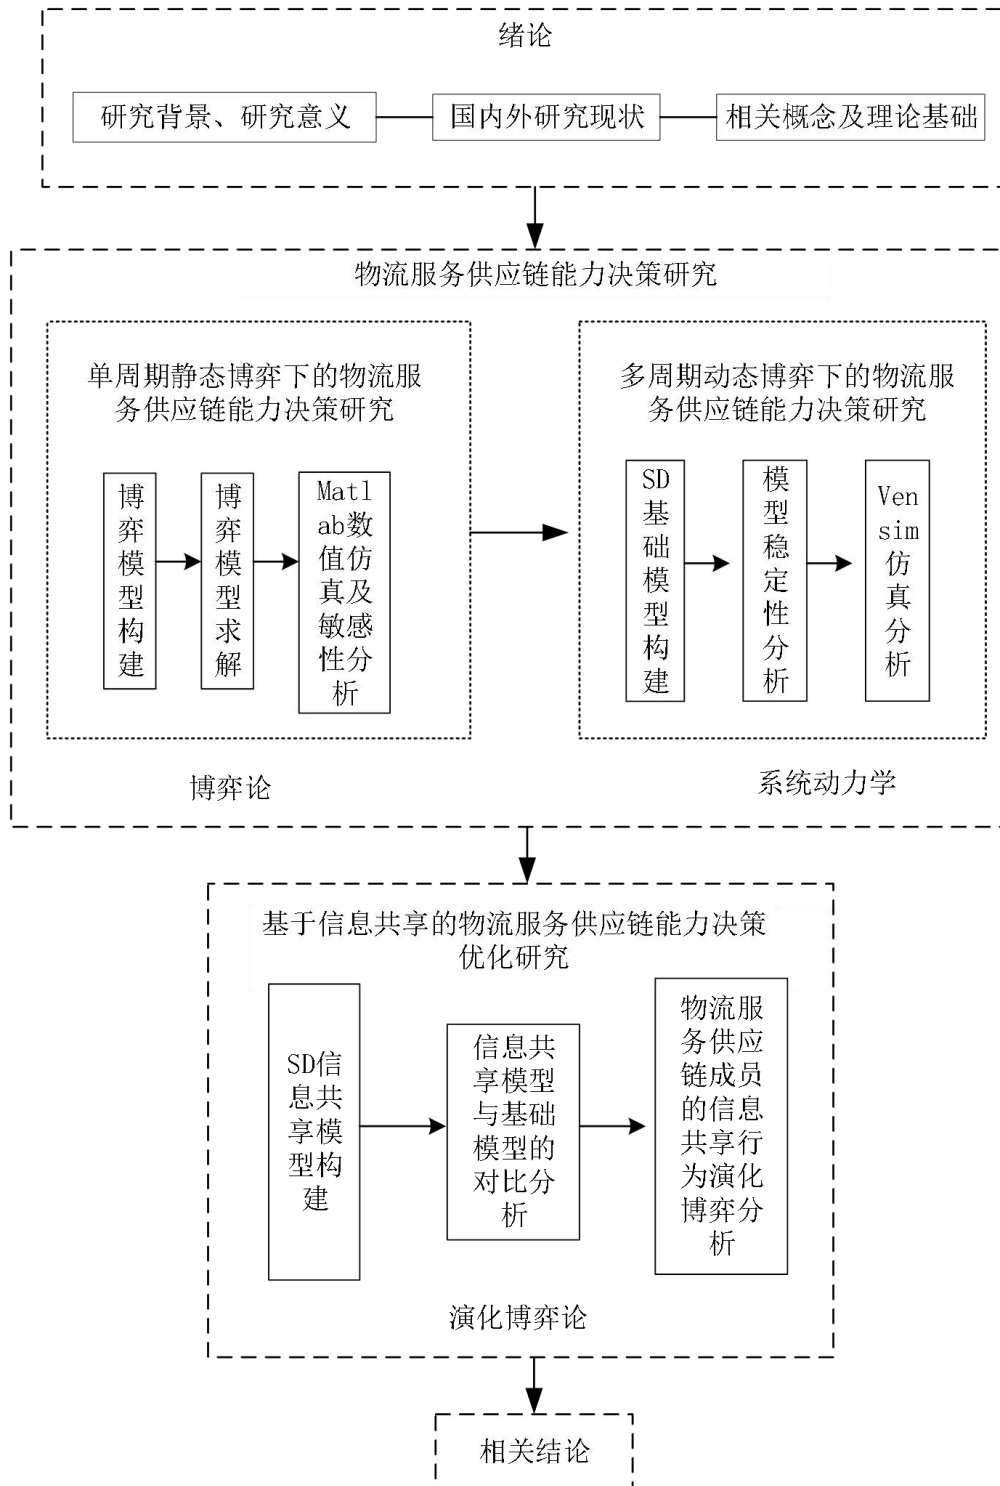 绪论
研究背景、研究意义
国内外研究现状
相关概念及理论基础
物流服务供应链能力决策研究
单周期静态博弈下的物流服
务供应链能力决策研究
博
弈
模
型
构
建
博
弈
模
型
求
解
Matl
ab数
值仿
真及
敏感
性分
析
博弈论
多周期动态博弈下的物流服
务供应链能力决策研究
SD
基
础
模
型
构
建
模
型
稳
定
性
分
析
Ven
sim
仿
真
分
析
系统动力学
基于信息共享的物流服务供应链能力决策
优化研究
SD信
息共
享模
型构
建
信息共
享模型
与基础
模型的
对比分
析
物流服
务供应
链成员
的信息
共享行
为演化
博弈分
析
演化博弈论
相关结论